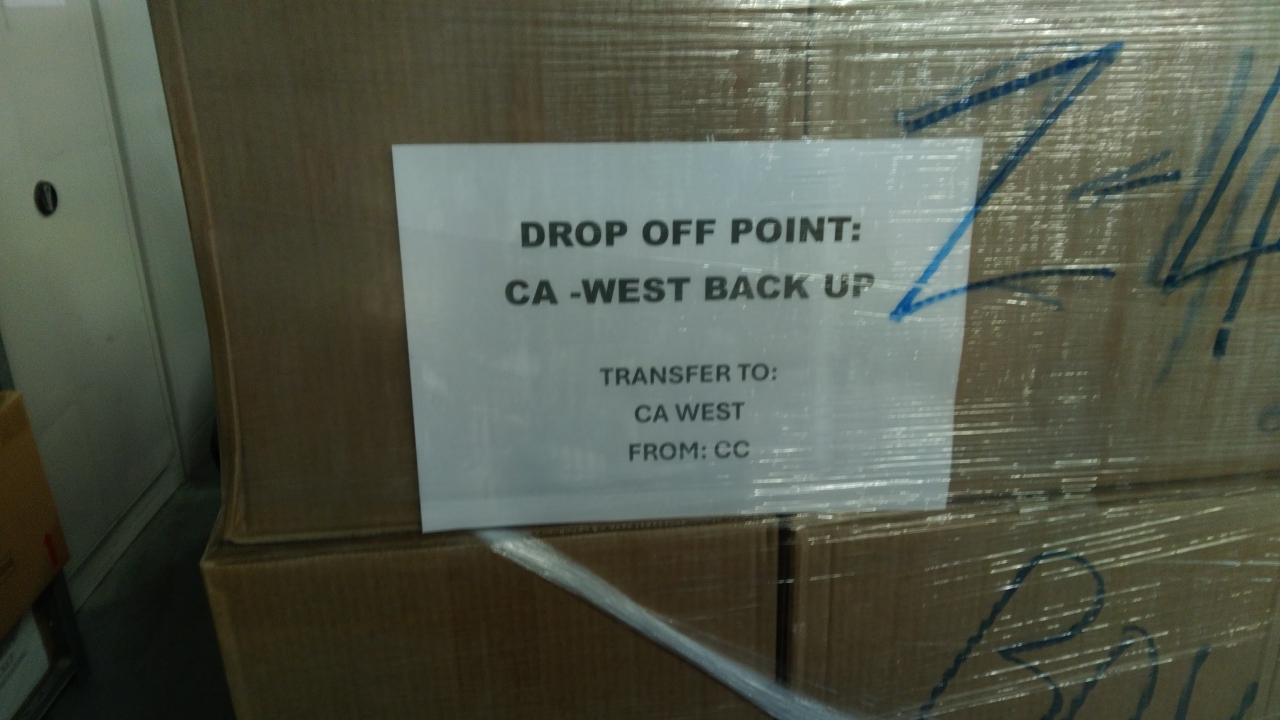 DROP OFF POINT:
CA -WEST BACK UP
TRANSFER TO:
CA WEST
FROM: CC